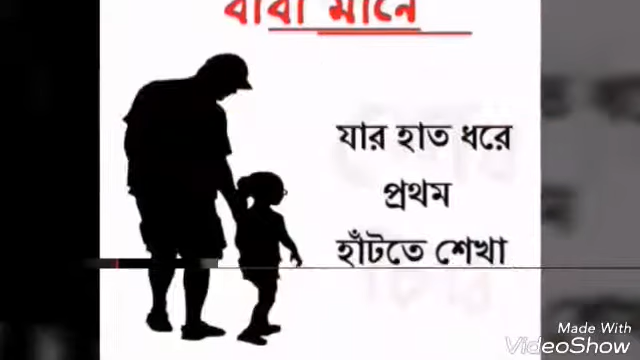 বাবা মানে
যার হাত ধরে
প্রথম
হাঁটতে শেখা
Made With
VideoShow